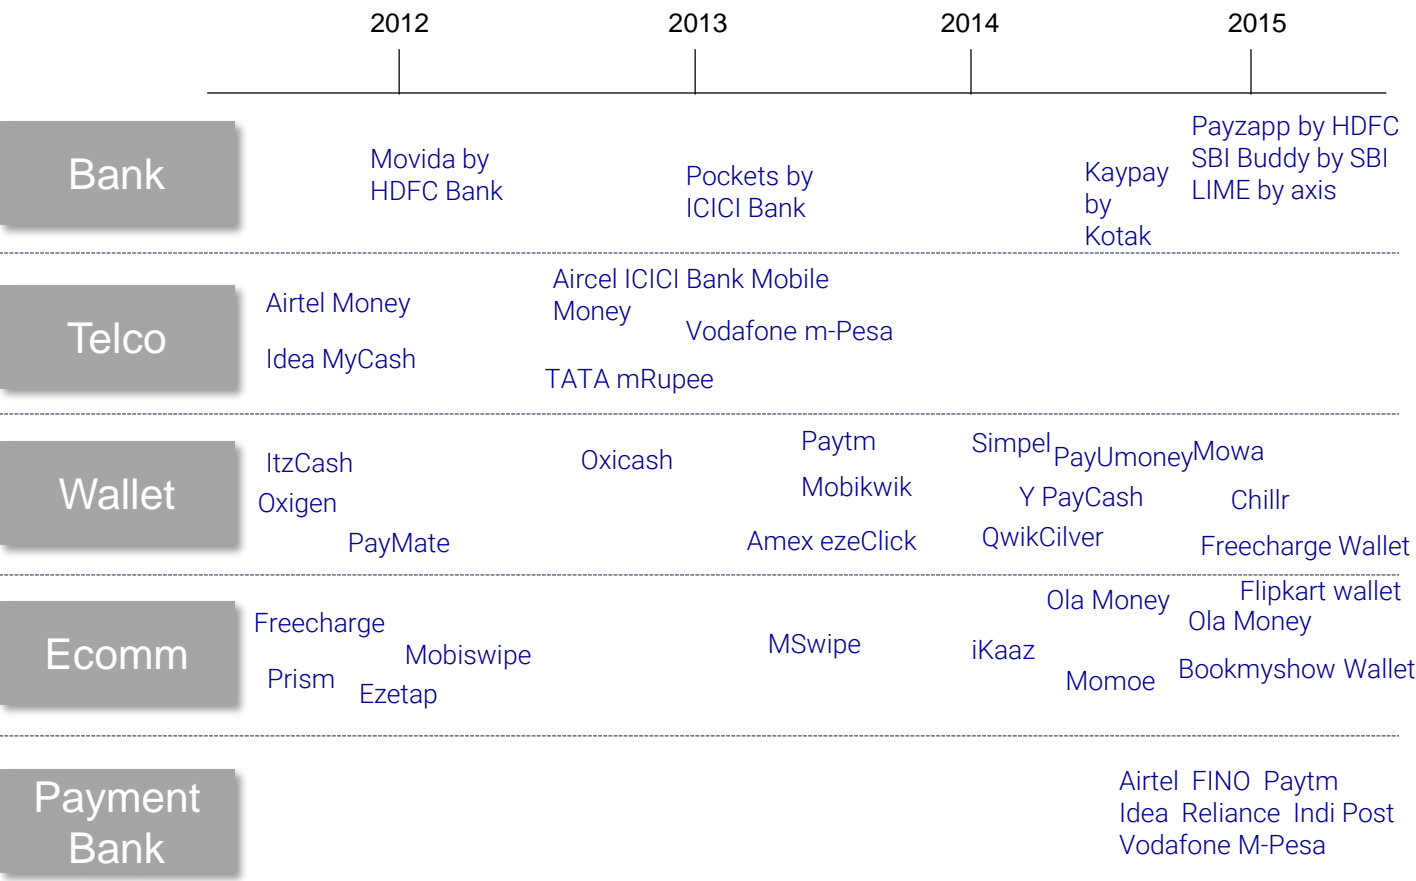 2012
2013
2014
2015
Bank
Movida by
HDFC Bank
Pockets by
ICICI Bank
Kaypay
by
Kotak
Payzapp by HDFC
SBI Buddy by SBI
LIME by axis
Telco
Airtel Money
Idea MyCash
Aircel ICICI Bank Mobile
Money
Vodafone m-Pesa
TATA mRupee
Wallet
ItzCash
Oxigen
PayMate
Oxicash
Paytm
Mobikwik
Amex ezeClick
Simpel
PayUmoney
Y PayCash
QwikCilver
Mowa
Chillr
Freecharge Wallet
Ecomm
Freecharge
Prism
Mobiswipe
Ezetap
MSwipe
iKaaz
Ola Money
Momoe
Flipkart wallet
Ola Money
Bookmyshow Wallet
Payment
Bank
Airtel FINO Paytm
Idea Reliance Indi Post
Vodafone M-Pesa